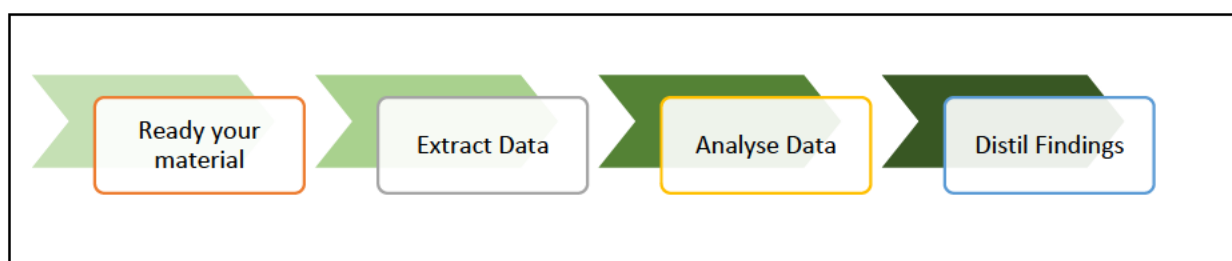 Ready your
material
Extract Data
Analyse Data
Distil Findings